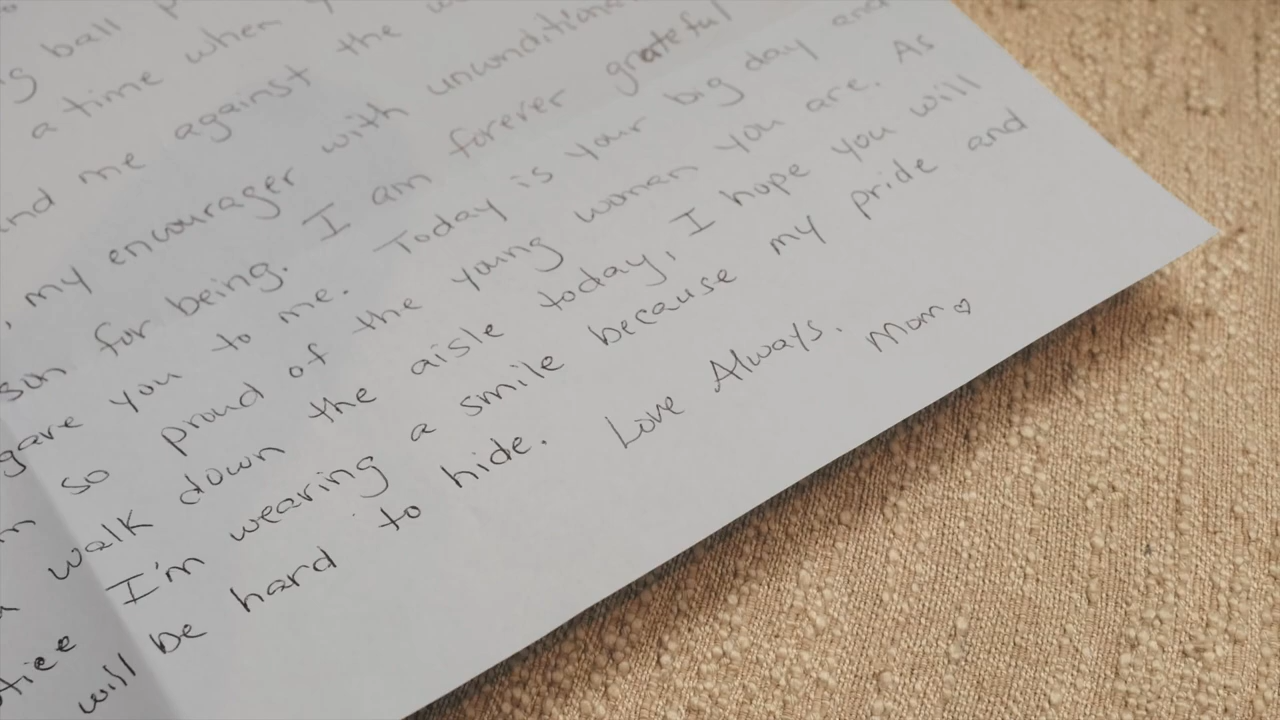 ball
a time when
me against the
, my encourager with
son for being. I am forever grateful
gave you to me. Today is your big day and
so proud of the young woman you are. As
walk down the aisle today, I hope you will
I'm wearing a smile because my pride and
will be hard to hide. Love Always, Mom ♡